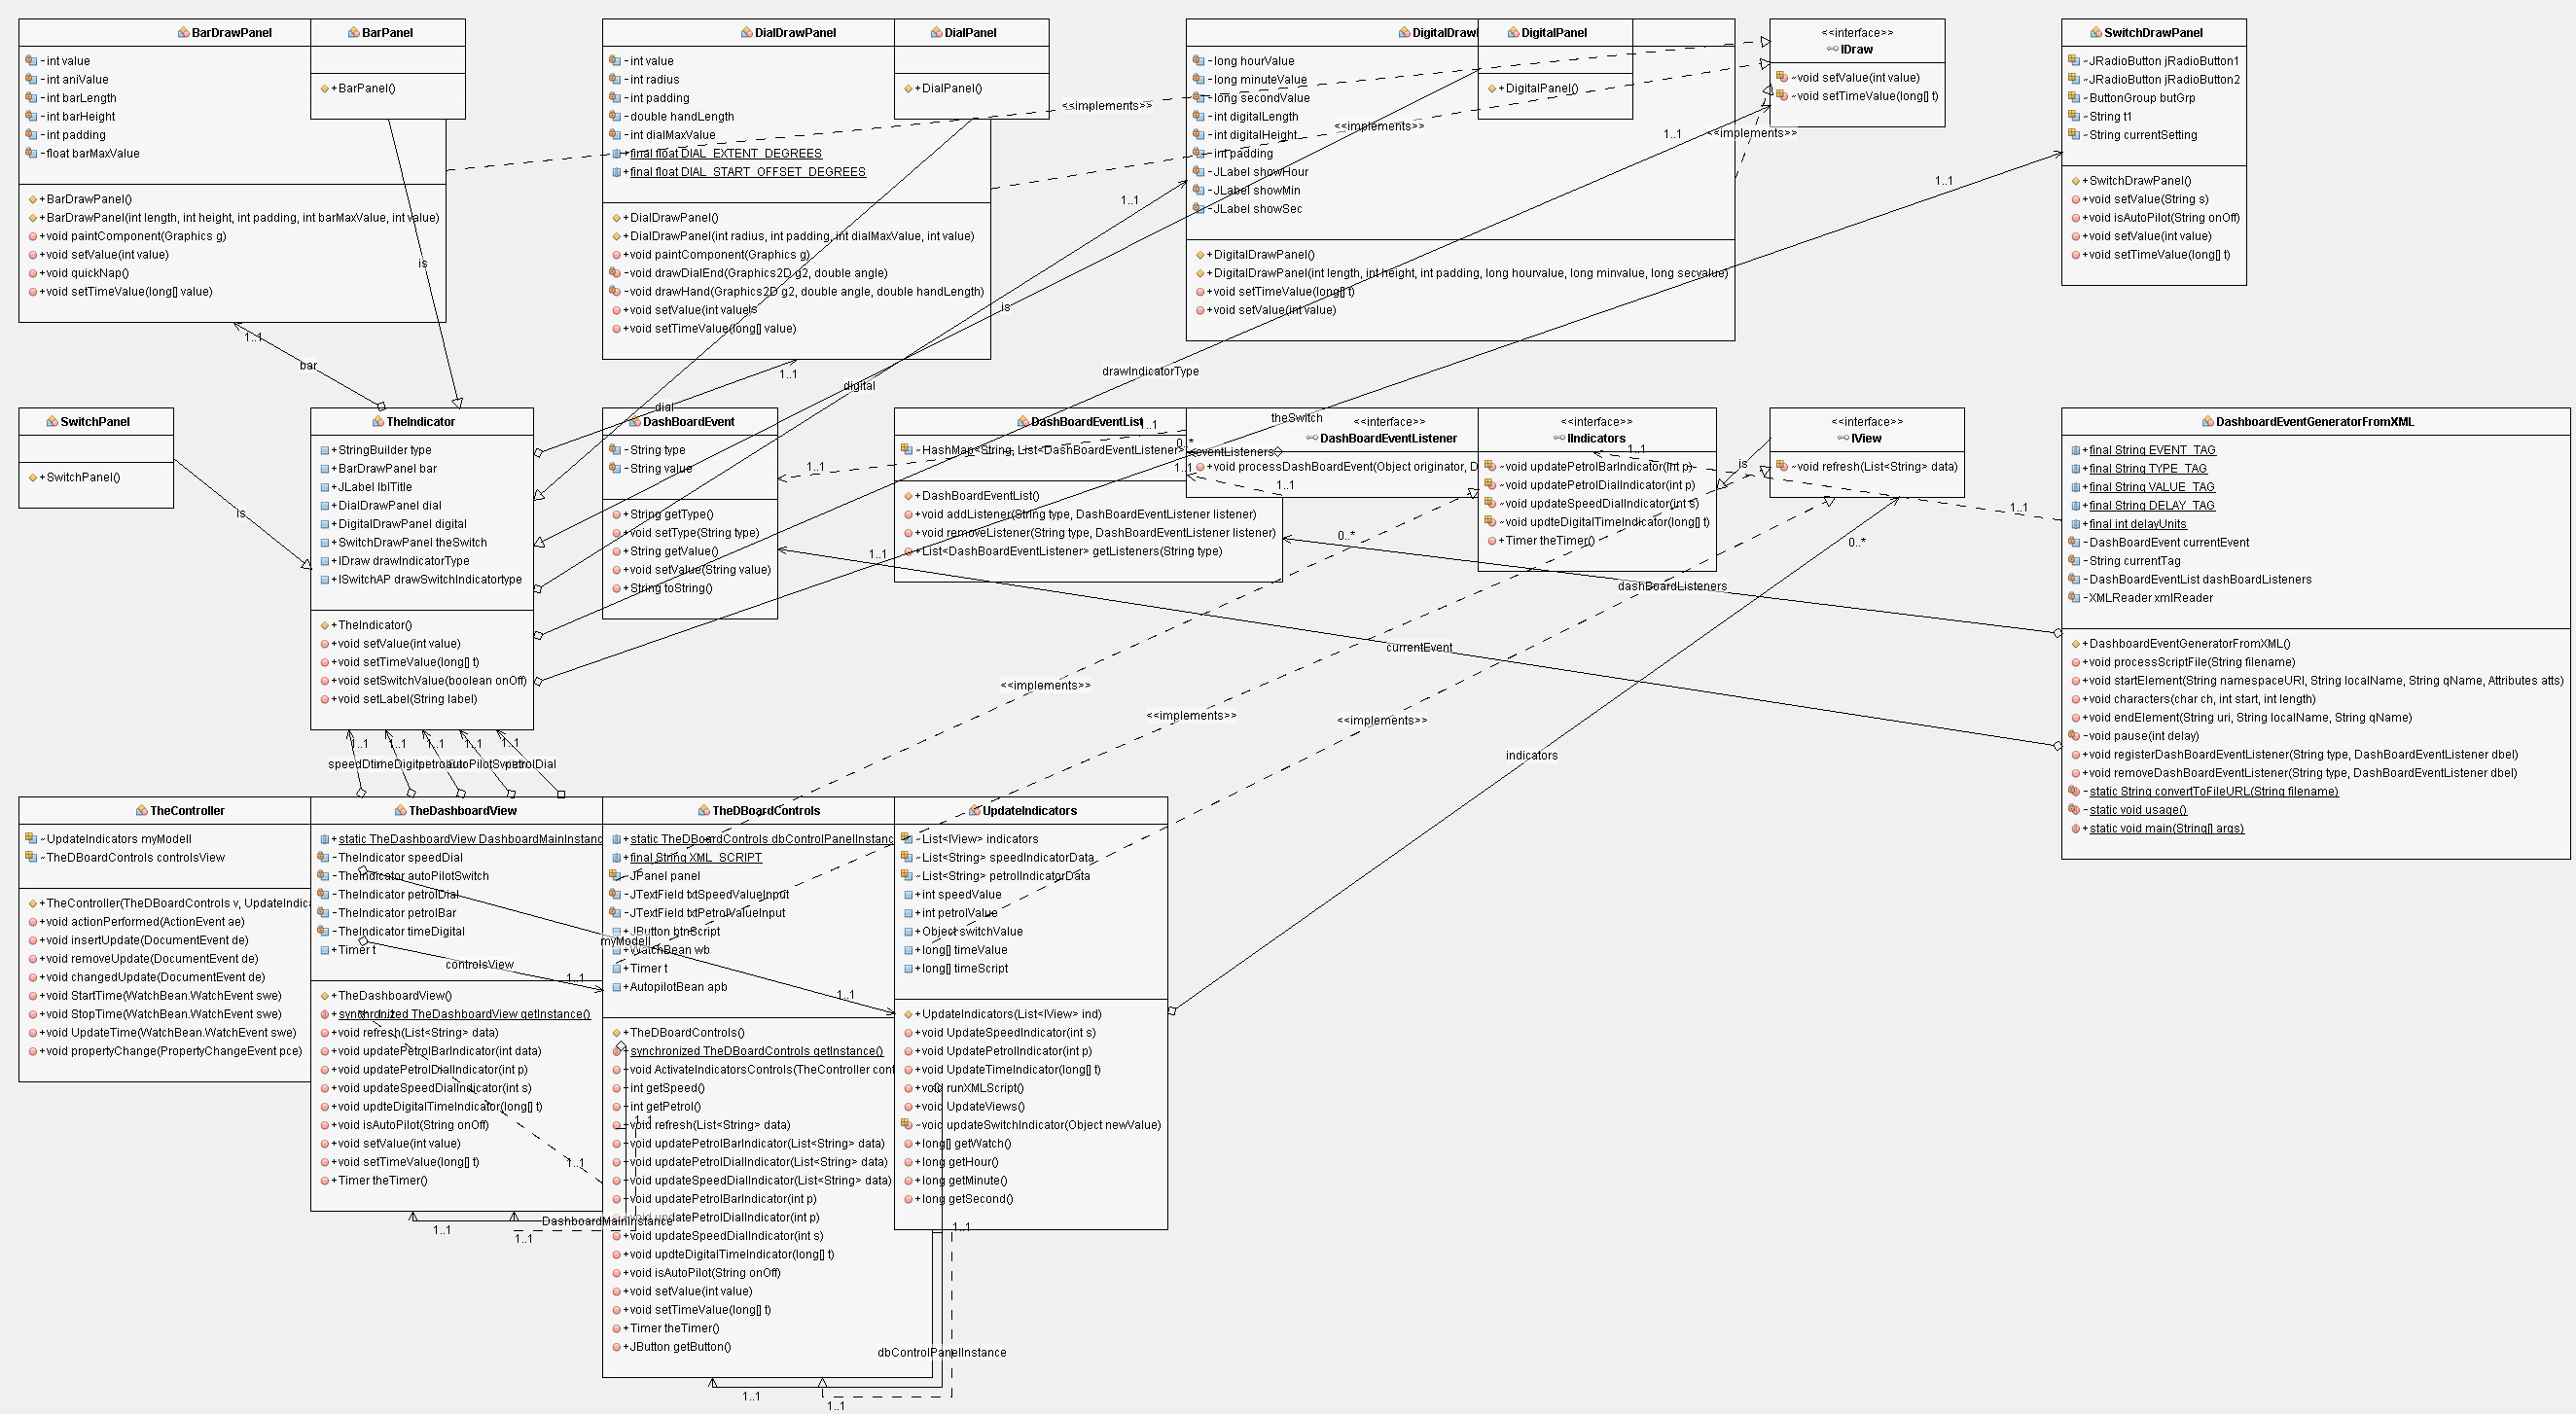 BarDrawPanel
-int value
-int aniValue
-int barLength
-int barHeight
-int padding
-float barMaxValue
+BarDrawPanel()
+BarDrawPanel(int length, int height, int padding, int barMaxValue, int value)
+void paintComponent(Graphics g)
+void setValue(int value)
+void quickNap()
+void setTimeValue(long[] value)
BarPanel
+BarPanel()
DialDrawPanel
-int value
-int radius
-int padding
-double handLength
-int dialMaxValue
+final float DIAL_EXTENT_DEGREES
+final float DIAL_START_OFFSET_DEGREES
+DialDrawPanel()
+DialDrawPanel(int radius, int padding, int dialMaxValue, int value)
+void paintComponent(Graphics g)
-void drawDialEnd(Graphics2D g2, double angle)
-void drawHand(Graphics2D g2, double angle, double handLength)
+void setValue(int value)
+void setTimeValue(long[] value)
DialPanel
+DialPanel()
DigitalDrawP
-long hourValue
-long minuteValue
-long secondValue
-int digitalLength
-int digitalHeight
-int padding
-JLabel showHour
-JLabel showMin
-JLabel showSec
+DigitalDrawPanel()
+DigitalDrawPanel(int length, int height, int padding, long hourvalue, long minvalue, long secvalue)
+void setTimeValue(long[] t)
+void setValue(int value)
DigitalPanel
+DigitalPanel()
<<interface>>
IDraw
~void setValue(int value)
~void setTimeValue(long[] t)
SwitchDrawPanel
~JRadioButton jRadioButton1
~JRadioButton jRadioButton2
~ButtonGroup butGrp
~String t1
~String currentSetting
+SwitchDrawPanel()
+void setValue(String s)
+void isAutoPilot(String onOff)
+void setValue(int value)
+void setTimeValue(long[] t)
<<implements>>
<<implements>>
<<implements>>
1..1
1..1
1..1
is
is
is
1..1
bar
1..1
dial
digital
drawIndicatorType
theSwitch
SwitchPanel
+SwitchPanel()
is
TheIndicator
+StringBuilder type
+BarDrawPanel bar
+JLabel lblTitle
+DialDrawPanel dial
+DigitalDrawPanel digital
+SwitchDrawPanel theSwitch
+IDraw drawIndicatorType
+ISwitchAP drawSwitchIndicatortype
+TheIndicator()
+void setValue(int value)
+void setTimeValue(long[] t)
+void setSwitchValue(boolean onOff)
+void setLabel(String label)
DashBoardEvent
-String type
-String value
+String getType()
+void setType(String type)
+String getValue()
+void setValue(String value)
+String toString()
DashBoardEventList
~HashMap<String, List<DashBoardEventListener>
+DashBoardEventList()
+void addListener(String type, DashBoardEventListener listener)
+void removeListener(String type, DashBoardEventListener listener)
+List<DashBoardEventListener> getListeners(String type)
<<interface>>
DashBoardEventListener
+void processDashBoardEvent(Object originator, D
<<interface>>
IIndicators
~void updatePetrolBarIndicator(int p)
~void updatePetrolDialIndicator(int p)
~void updateSpeedDialIndicator(int s)
~void updteDigitalTimeIndicator(long[] t)
+Timer theTimer()
<<interface>>
IView
~void refresh(List<String> data)
DashboardEventGeneratorFromXML
+final String EVENT_TAG
+final String TYPE_TAG
+final String VALUE_TAG
+final String DELAY_TAG
+final int delayUnits
-DashBoardEvent currentEvent
-String currentTag
-DashBoardEventList dashBoardListeners
-XMLReader xmlReader
+DashboardEventGeneratorFromXML()
+void processScriptFile(String filename)
+void startElement(String namespaceURI, String localName, String qName, Attributes atts)
+void characters(char ch, int start, int length)
+void endElement(String uri, String localName, String qName)
-void pause(int delay)
+void registerDashBoardEventListener(String type, DashBoardEventListener dbel)
+void removeDashBoardEventListener(String type, DashBoardEventListener dbel)
-static String convertToFileURL(String filename)
-static void usage()
+static void main(String[] args)
1..1
1..1
0..*
eventListeners
1..1
1..1
1..1
is
1..1
1..1
0..*
0..*
dashBoardListeners
currentEvent
<<implements>>
<<implements>>
<<implements>>
indicators
1..1
1..1
1..1
1..1
1..1
petrolDial
TheController
~UpdateIndicators myModell
~TheDBoardControls controlsView
+TheController(TheDBoardControls v, UpdateIndic
+void actionPerformed(ActionEvent ae)
+void insertUpdate(DocumentEvent de)
+void removeUpdate(DocumentEvent de)
+void changedUpdate(DocumentEvent de)
+void StartTime(WatchBean.WatchEvent swe)
+void StopTime(WatchBean.WatchEvent swe)
+void UpdateTime(WatchBean.WatchEvent swe)
+void propertyChange(PropertyChangeEvent pce)
TheDashboardView
+static TheDashboardView DashboardMainInstanc
-TheIndicator speedDial
-TheIndicator autoPilotSwitch
-TheIndicator petrolDial
-TheIndicator petrolBar
-TheIndicator timeDigital
+Timer t
+TheDashboardView()
+synchronized TheDashboardView getInstance()
+void refresh(List<String> data)
+void updatePetrolBarIndicator(int data)
+void updatePetrolDialIndicator(int p)
+void updateSpeedDialIndicator(int s)
+void updteDigitalTimeIndicator(long[] t)
+void isAutoPilot(String onOff)
+void setValue(int value)
+void setTimeValue(long[] t)
+Timer theTimer()
TheDBoardControls
+static TheDBoardControls dbControlPanelInstanc
+final String XML_SCRIPT
~JPanel panel
-JTextField txtSpeedValueInput
-JTextField txtPetrolValueInput
+JButton btnScript
+WatchBean wb
+Timer t
+AutopilotBean apb
+TheDBoardControls()
+synchronized TheDBoardControls getInstance()
+void ActivateIndicatorsControls(TheController cont
+int getSpeed()
+int getPetrol()
+void refresh(List<String> data)
+void updatePetrolBarIndicator(List<String> data)
+void updatePetrolDialIndicator(List<String> data)
+void updateSpeedDialIndicator(List<String> data)
+void updatePetrolBarIndicator(int p)
+void updatePetrolDialIndicator(int p)
+void updateSpeedDialIndicator(int s)
+void updteDigitalTimeIndicator(long[] t)
+void isAutoPilot(String onOff)
+void setValue(int value)
+void setTimeValue(long[] t)
+Timer theTimer()
+JButton getButton()
UpdateIndicators
~List<IView> indicators
~List<String> speedIndicatorData
~List<String> petrolIndicatorData
+int speedValue
+int petrolValue
+Object switchValue
+long[] timeValue
+long[] timeScript
+UpdateIndicators(List<IView> ind)
+void UpdateSpeedIndicator(int s)
+void UpdatePetrolIndicator(int p)
+void UpdateTimeIndicator(long[] t)
+void runXMLScript()
+void UpdateViews()
~void updateSwitchIndicator(Object newValue)
+long[] getWatch()
+long getHour()
+long getMinute()
+long getSecond()
myModell
controlsView
1..1
1..1
1..1
1..1
1..1
DashboardMainInstance
1..1
1..1
1..1
dbControlPanelInstance
1..1
1..1